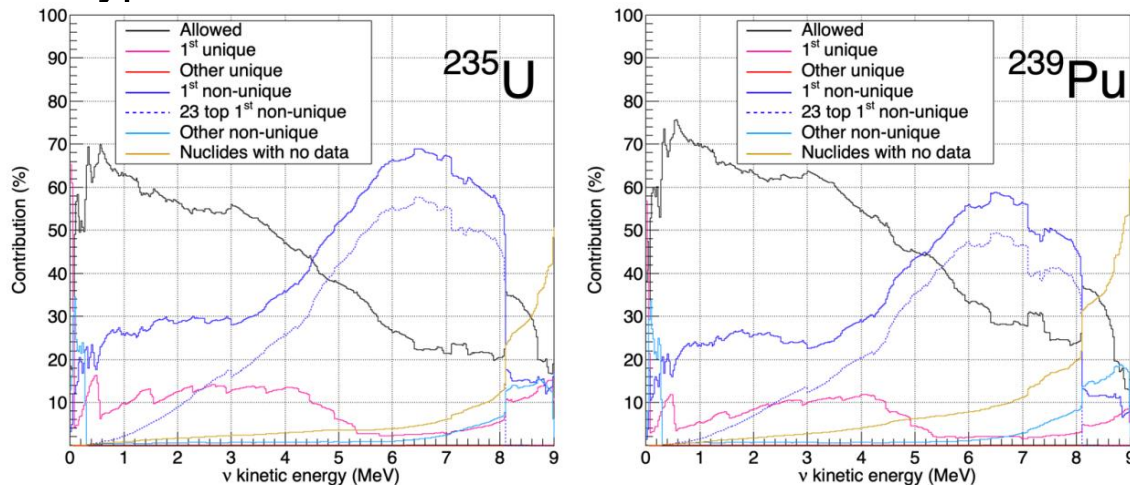 100
90
80
70
60
50
40
30
20
10
Contribution (%)
Allowed
1st unique
Other unique
1st non-unique
23 top 1st non-unique
Other non-unique
Nuclides with no data
235U
0 1 2 3 4 5 6 7 8 9
ν kinetic energy (MeV)
100
90
80
70
60
50
40
30
20
10
Contribution (%)
Allowed
1st unique
Other unique
1st non-unique
23 top 1st non-unique
Other non-unique
Nuclides with no data
239Pu
0 1 2 3 4 5 6 7 8 9
ν kinetic energy (MeV)